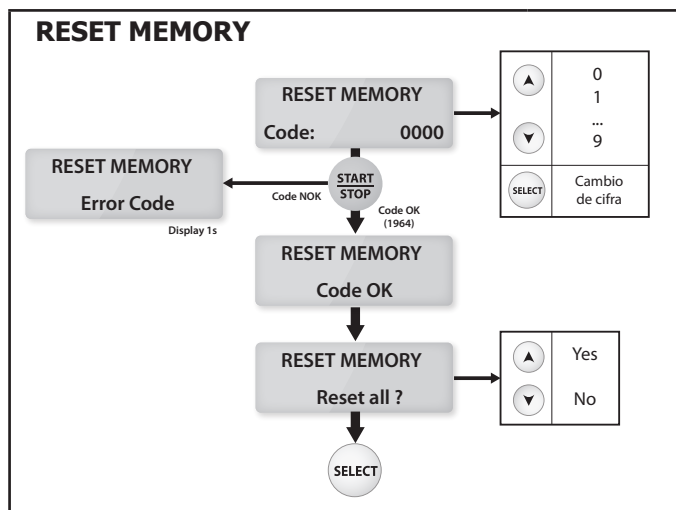 RESET MEMORY
RESET MEMORY
Code: 0000
0
1
...
9
SELECT
Cambio
de cifra
START
STOP
Code NOK
Code OK
(1964)
RESET MEMORY
Error Code
Display 1s
RESET MEMORY
Code OK
RESET MEMORY
Reset all ?
Yes
No
SELECT